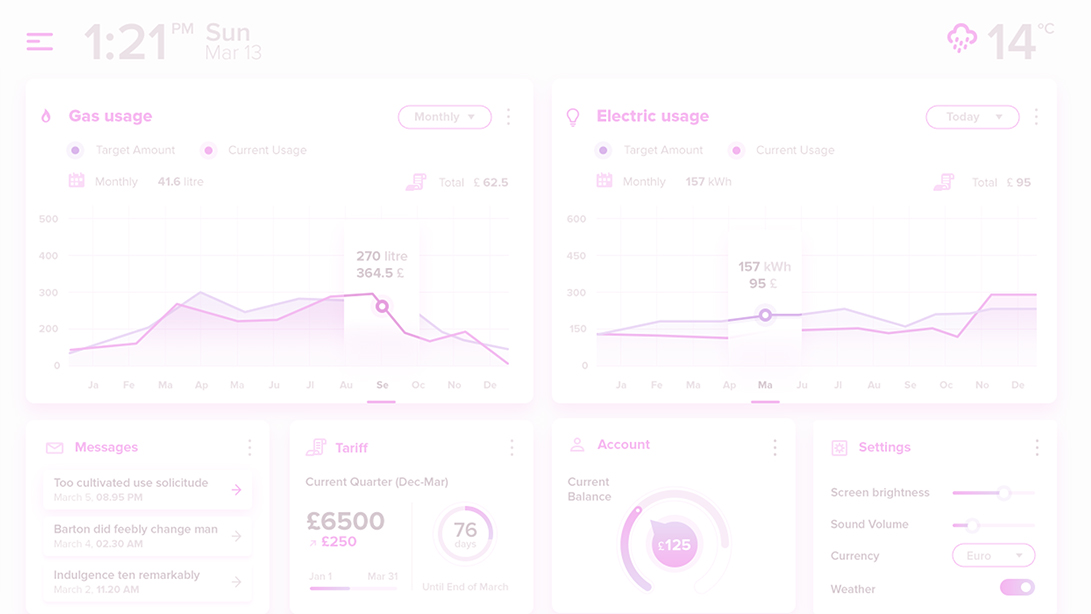 1:21 PM Sun
Mar 13
14 °C
Gas usage
Monthly
Target Amount Current Usage
Monthly 41.6 litre Total £ 62.5
500
400
300
200
0
270 litre
364.5 £
Ja Fe Ma Ap Ma Ju Jl Au Se Oc No De
Electric usage
Today
Target Amount Current Usage
Monthly 157 kWh Total £ 95
600
450
300
150
0
157 kWh
95 £
Ja Fe Ma Ap Ma Ju Jl Au Se Oc No De
Messages
Too cultivated use solicitude
March 5, 08.95 PM
Barton did feebly change man
March 4, 02.30 AM
Indulgence ten remarkably
March 2, 11.20 AM
Tariff
Current Quarter (Dec-Mar)
£6500
£250
Jan 1 Mar 31
76
days
Until End of March
Account
Current
Balance
£125
Settings
Screen brightness
Sound Volume
Currency Euro
Weather